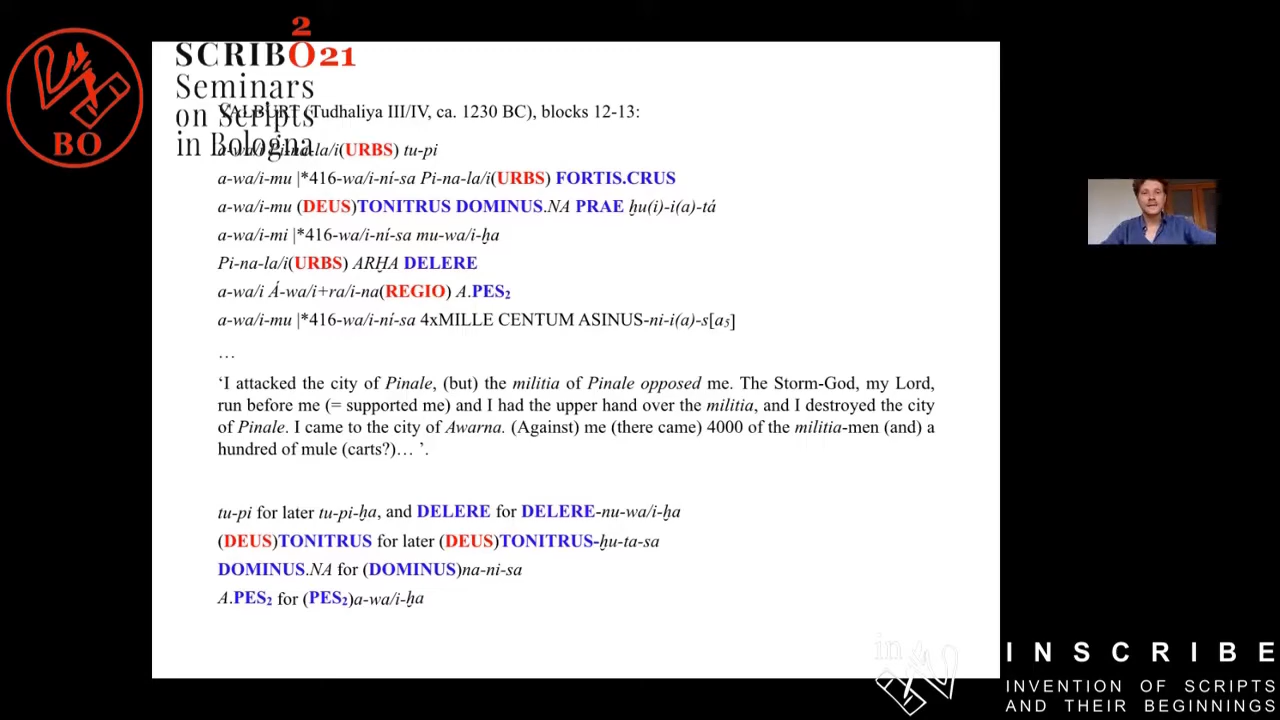 2
SCRIBO21
Seminars
on Scripts
in Bologna
BO
YALBURT (Tudhaliya III/IV, ca. 1230 BC), blocks 12-13:
a-wa/i Pi-na-la/i(URBS) tu-pi
a-wa/i-mu |*416-wa/i-ní-sa Pi-na-la/i(URBS) FORTIS.CRUS
a-wa/i-mu (DEUS)TONITRUS DOMINUS.NA PRAE ḫu(i)-i(a)-tá
a-wa/i-mi |*416-wa/i-ní-sa mu-wa/i-ḫa
Pi-na-la/i(URBS) ARḪA DELERE
a-wa/i Á-wa/i+ra/i-na(REGIO) A.PES₂
a-wa/i-mu |*416-wa/i-ní-sa 4xMILLE CENTUM ASINUS-ni-i(a)-s[a₅]
…
‘I attacked the city of Pinale, (but) the militia of Pinale opposed me. The Storm-God, my Lord,
run before me (= supported me) and I had the upper hand over the militia, and I destroyed the city
of Pinale. I came to the city of Awarna. (Against) me (there came) 4000 of the militia-men (and) a
hundred of mule (carts?)… ’.
tu-pi for later tu-pi-ḫa, and DELERE for DELERE-nu-wa/i-ḫa
(DEUS)TONITRUS for later (DEUS)TONITRUS-ḫu-ta-sa
DOMINUS.NA for (DOMINUS)na-ni-sa
A.PES₂ for (PES₂)a-wa/i-ḫa
in
INSCRIBE
INVENTION OF SCRIPTS
AND THEIR BEGINNINGS